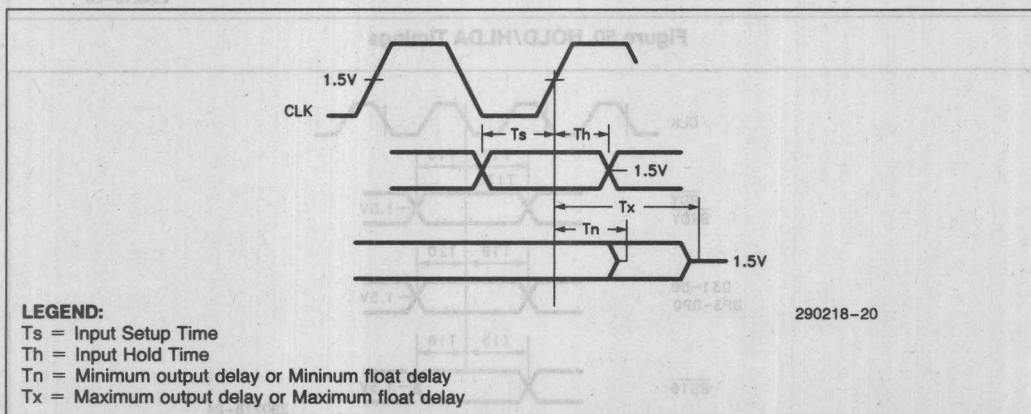 1.5V
CLK
Ts
Th
1.5V
Tx
Tn
1.5V
LEGEND:
290218-20
Ts = Input Setup Time
Th = Input Hold Time
Tn = Minimum output delay or Mininum float delay
Tx = Maximum output delay or Maximum float delay